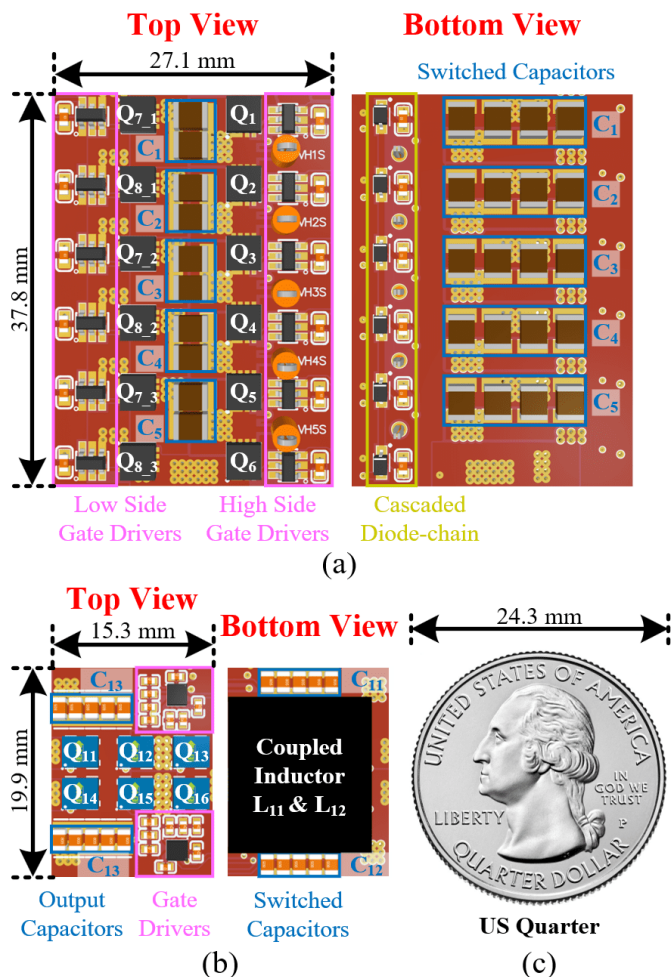 Top View
Bottom View
27.1 mm
Switched Capacitors
37.8 mm
Q7_1
Q1
C1
C1
VH1S
Q8_1
Q2
C2
C2
VH2S
Q7_2
Q3
C3
C3
VH3S
Q8_2
Q4
C4
C4
VH4S
Q7_3
Q5
C5
C5
VH5S
Q8_3
Q6
Low Side
Gate Drivers
High Side
Gate Drivers
Cascaded
Diode-chain
(a)
Top View
Bottom View
15.3 mm
24.3 mm
19.9 mm
C13
C11
Q11
Q12
Q13
Q14
Q15
Q16
Coupled
Inductor
L11 & L12
C13
C12
Output
Capacitors
Gate
Drivers
Switched
Capacitors
UNITED STATES OF AMERICA
LIBERTY
IN
GOD WE
TRUST
P
QUARTER DOLLAR
US Quarter
(b)
(c)